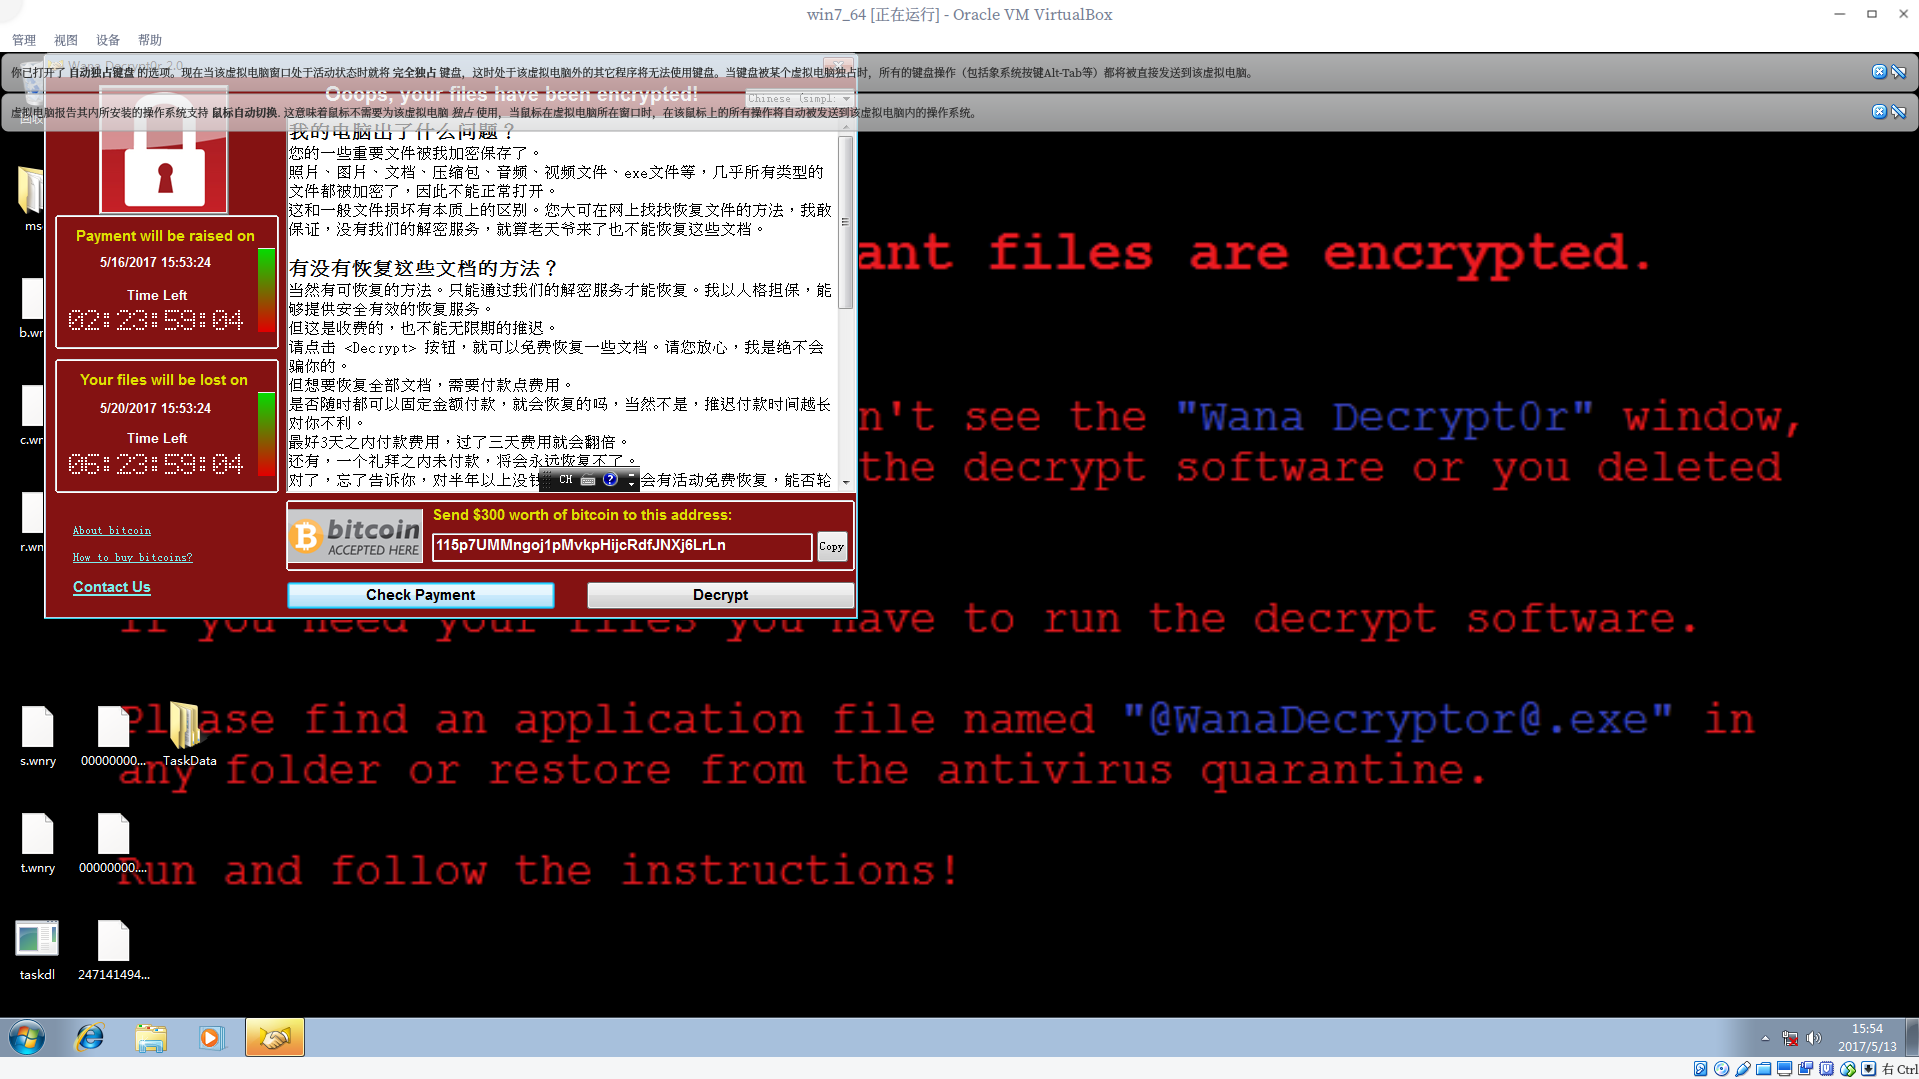 win7_64 [正在运行] - Oracle VM VirtualBox
管理 视图 设备 帮助
你已打开了 自动独占键盘 的选项。现在当该虚拟电脑窗口处于活动状态时就将 完全独占 键盘，这时处于该虚拟电脑外的其它程序将无法使用键盘。当键盘被某个虚拟电脑独占时，所有的键盘操作（包括象系统按键Alt-Tab等）都将被直接发送到该虚拟电脑。
Wana Decrypt0r 2.0
Ooops, your files have been encrypted!
Chinese (simpl:
虚拟电脑报告其内所安装的操作系统支持 鼠标自动切换. 这意味着鼠标不需要为该虚拟电脑 独占 使用，当鼠标在虚拟电脑所在窗口时，在该鼠标上的所有操作将自动被发送到该虚拟电脑内的操作系统。
我的电脑出了什么问题？
您的一些重要文件被我加密保存了。
照片、图片、文档、压缩包、音频、视频文件、exe文件等，几乎所有类型的
文件都被加密了，因此不能正常打开。
这和一般文件损坏有本质上的区别。您大可在网上找找恢复文件的方法，我敢
保证，没有我们的解密服务，就算老天爷来了也不能恢复这些文档。
有没有恢复这些文档的方法？
当然有可恢复的方法。只能通过我们的解密服务才能恢复。我以人格担保，能
够提供安全有效的恢复服务。
但这是收费的，也不能无限期的推迟。
请点击 <Decrypt> 按钮，就可以免费恢复一些文档。请您放心，我是绝不会
骗你的。
但想要恢复全部文档，需要付款点费用。
是否随时都可以固定金额付款，就会恢复的吗，当然不是，推迟付款时间越长
对你不利。
最好3天之内付款费用，过了三天费用就会翻倍。
还有，一个礼拜之内未付款，将会永远恢复不了。
对了，忘了告诉你，对半年以上没 会有活动免费恢复，能否轮
CH
Payment will be raised on
5/16/2017 15:53:24
Time Left
02:23:59:04
Your files will be lost on
5/20/2017 15:53:24
Time Left
06:23:59:04
About bitcoin
How to buy bitcoins?
Contact Us
bitcoin
ACCEPTED HERE
Send $300 worth of bitcoin to this address:
115p7UMMngoj1pMvkpHijcRdfJNXj6LrLn
Copy
Check Payment
Decrypt
ant files are encrypted.
n't see the "Wana Decrypt0r" window,
the decrypt software or you deleted
If you need your files you have to run the decrypt software.
Please find an application file named "@WanaDecryptor@.exe" in
any folder or restore from the antivirus quarantine.
Run and follow the instructions!
ms
b.wr
c.wr
r.wn
s.wnry
00000000...
TaskData
t.wnry
00000000....
taskdl
247141494...
15:54
2017/5/13
右 Ctrl